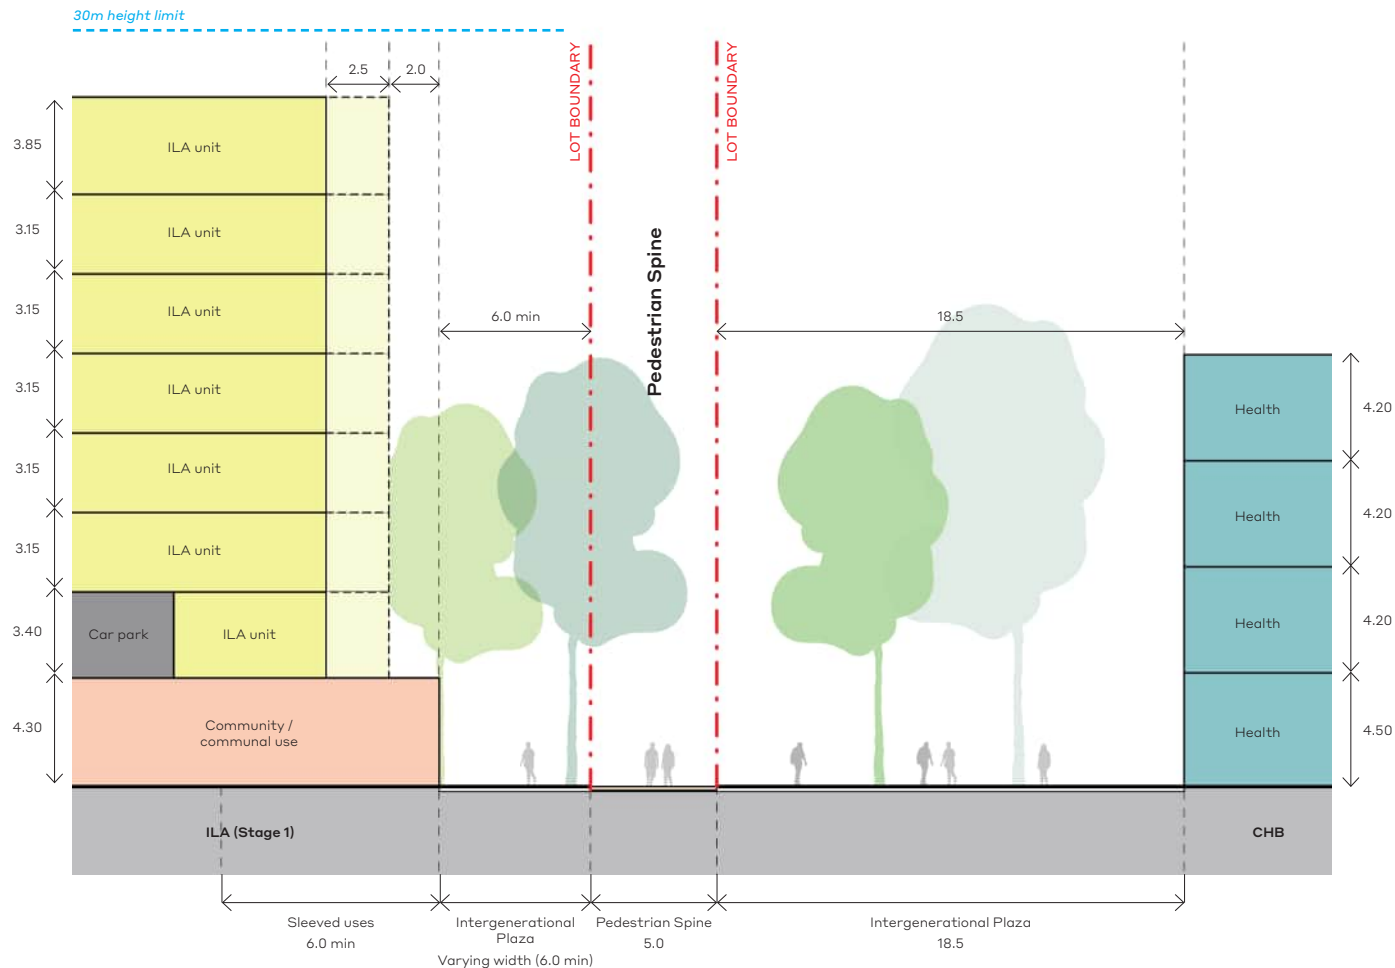 30m height limit
2.5
2.0
LOT BOUNDARY
LOT BOUNDARY
3.85
ILA unit
3.15
ILA unit
3.15
ILA unit
3.15
ILA unit
3.15
ILA unit
3.15
ILA unit
3.40
Car park
ILA unit
4.30
Community /
communal use
6.0 min
Pedestrian Spine
18.5
Health
4.20
Health
4.20
Health
4.20
Health
4.50
ILA (Stage 1)
CHB
Sleeved uses
6.0 min
Intergenerational
Plaza
Varying width (6.0 min)
Pedestrian Spine
5.0
Intergenerational Plaza
18.5